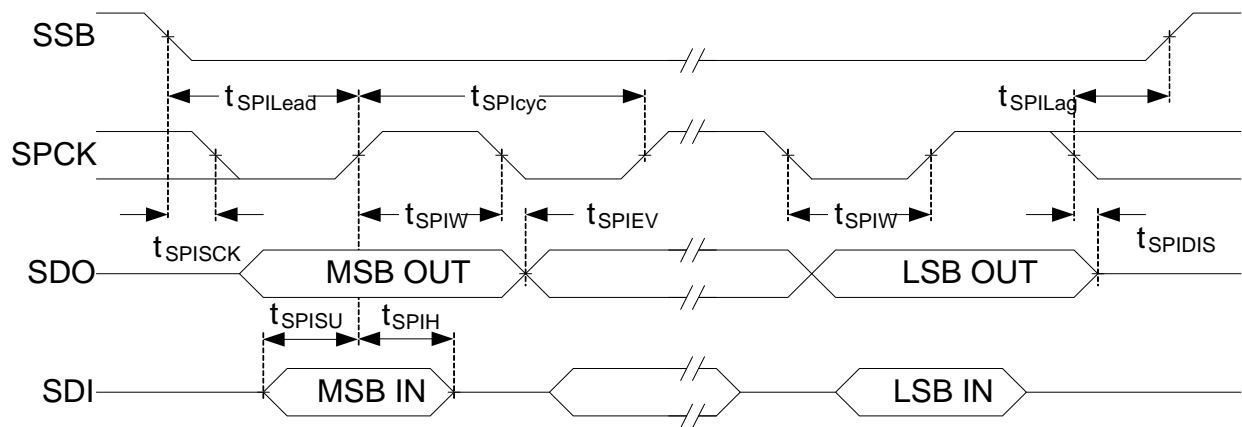 SSB
tSPILead
tSPIcyc
tSPILag
SPCK
tSPISCK
tSPIW
tSPIEV
tSPIW
tSPIDIS
SDO
MSB OUT
LSB OUT
tSPISU
tSPIH
SDI
MSB IN
LSB IN